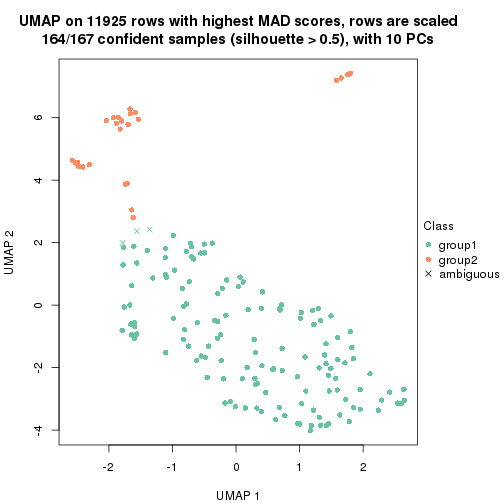 UMAP on 11925 rows with highest MAD scores, rows are scaled
164/167 confident samples (silhouette > 0.5), with 10 PCs
6
4
2
0
-2
-4
UMAP 2
-2
-1
0
1
2
UMAP 1
Class
group1
group2
ambiguous